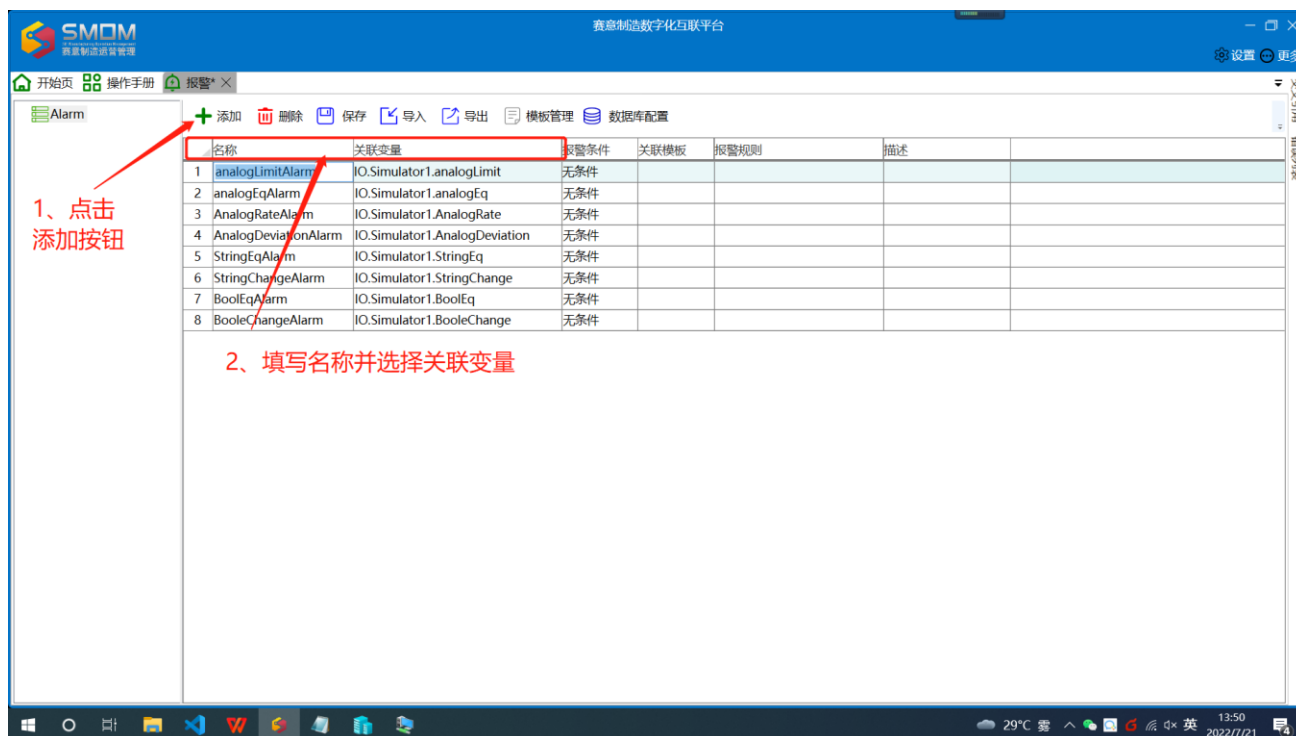 赛意制造数字化互联平台
SMOM
赛意制造运营管理
设置 更多
开始页 操作手册 报警*
Alarm
添加 删除 保存 导入 导出 模板管理 数据库配置
名称 关联变量 报警条件 关联模板 报警规则 描述
1 analogLimitAlarm IO.Simulator1.analogLimit 无条件
2 analogEqAlarm IO.Simulator1.analogEq 无条件
3 AnalogRateAlarm IO.Simulator1.AnalogRate 无条件
4 AnalogDeviationAlarm IO.Simulator1.AnalogDeviation 无条件
5 StringEqAlarm IO.Simulator1.StringEq 无条件
6 StringChangeAlarm IO.Simulator1.StringChange 无条件
7 BoolEqAlarm IO.Simulator1.BoolEq 无条件
8 BooleChangeAlarm IO.Simulator1.BooleChange 无条件
1、点击
添加按钮
2、填写名称并选择关联变量
29°C 雾 英 13:50
2022/7/21
4